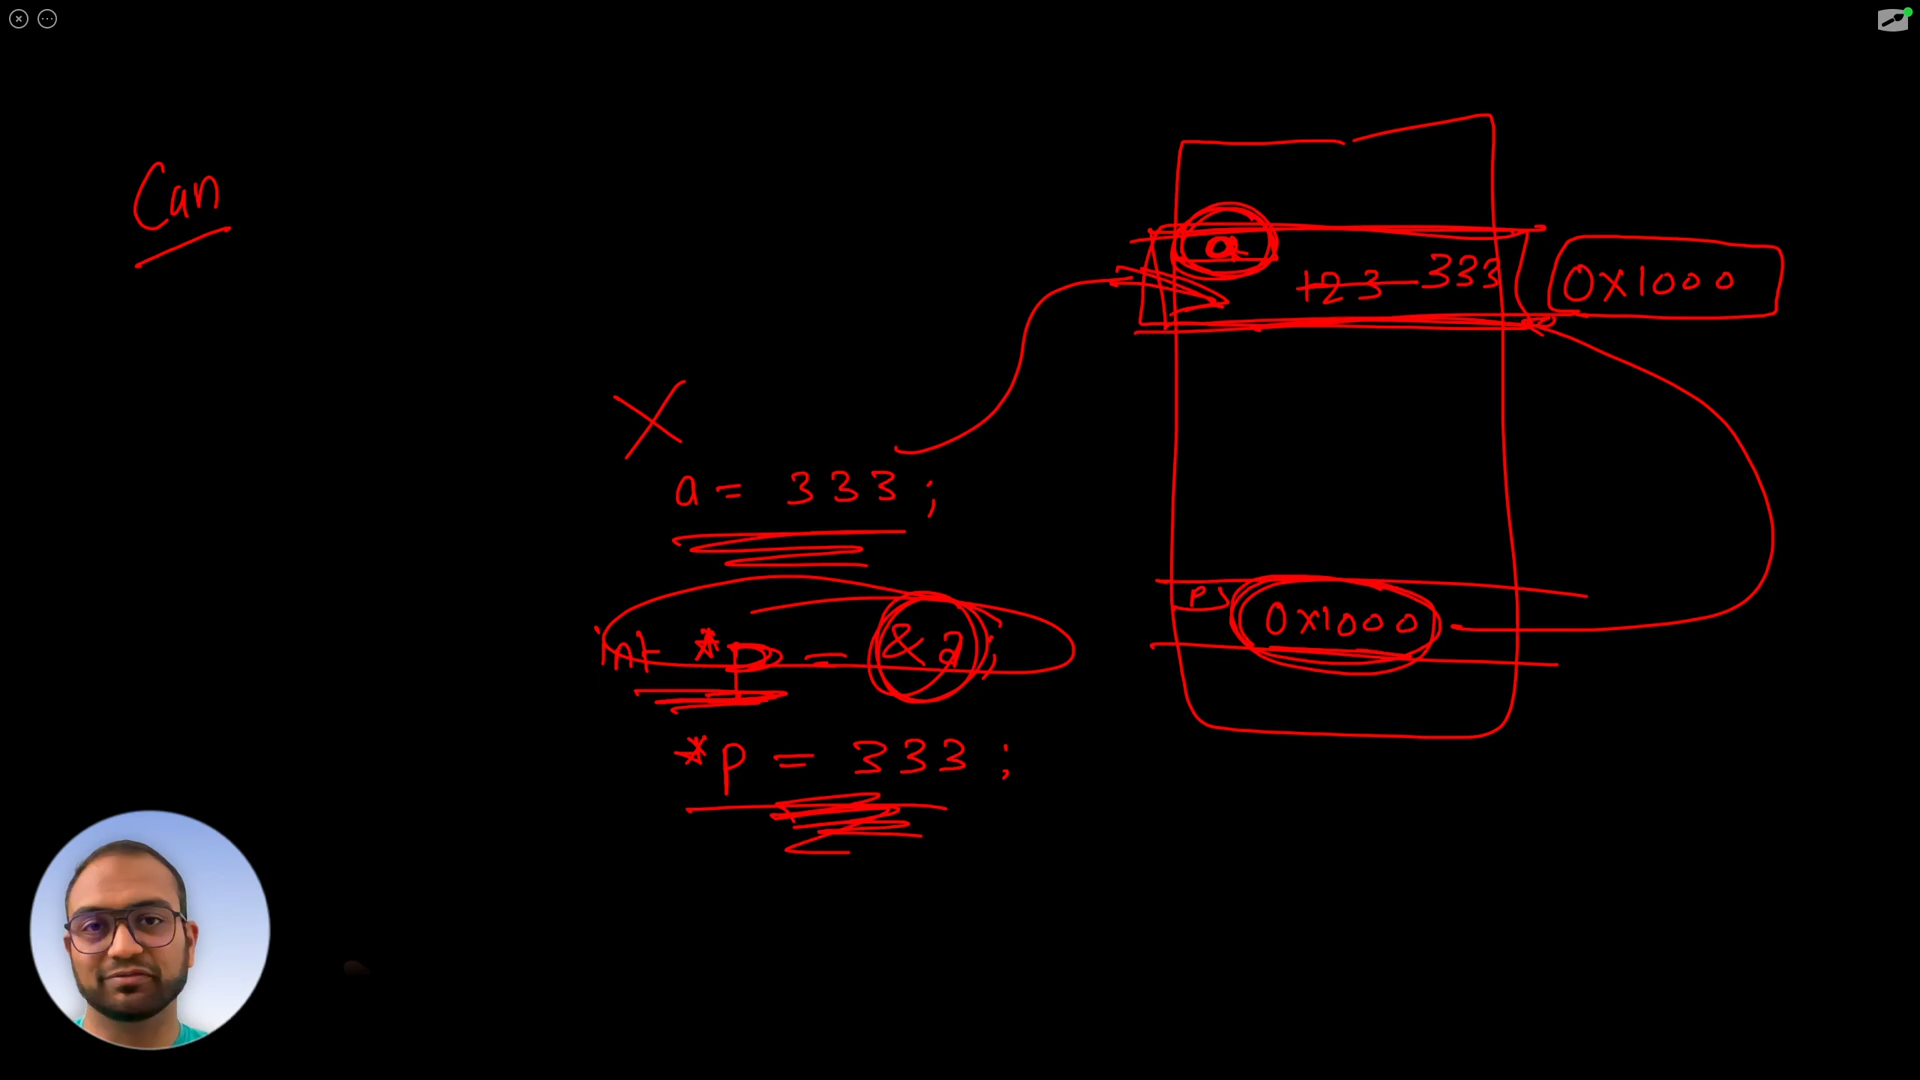 Can
a
123 333
0x1000
a = 333 ;
P
0x1000
int *p = &a;
*p = 333 ;